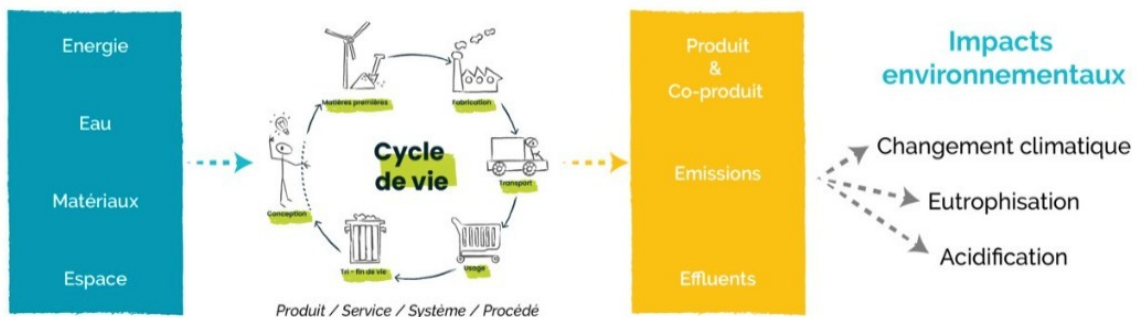 Energie
Eau
Matériaux
Espace
Matières premières
Fabrication
Transport
Usage
Tri - fin de vie
Conception
Cycle
de vie
Produit / Service / Système / Procédé
Produit
&
Co-produit
Emissions
Effluents
Impacts
environnementaux
Changement climatique
Eutrophisation
Acidification